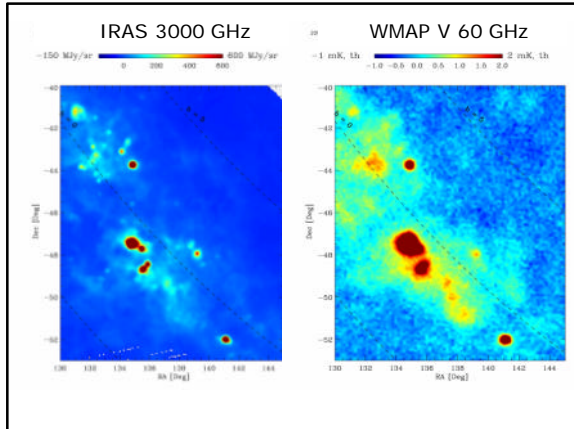 IRAS 3000 GHz
WMAP V 60 GHz
-150 MJy/sr 600 MJy/sr
0 200 400 600
-1 mK, th 2 mK, th
-1.0 -0.5 0.0 0.5 1.0 1.5 2.0
-40
-42
-44
-46
-48
-50
-52
130 132 134 136 138 140 142 144
Dec [Deg]
RA [Deg]
-40
-42
-44
-46
-48
-50
-52
130 132 134 136 138 140 142 144
Dec [Deg]
RA [Deg]